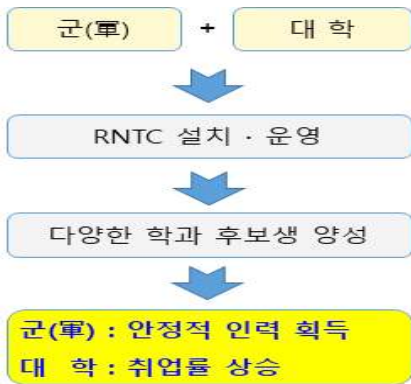 군(軍) + 대 학
RNTC 설치 · 운영
다양한 학과 후보생 양성
군(軍) : 안정적 인력 획득
대 학 : 취업률 상승